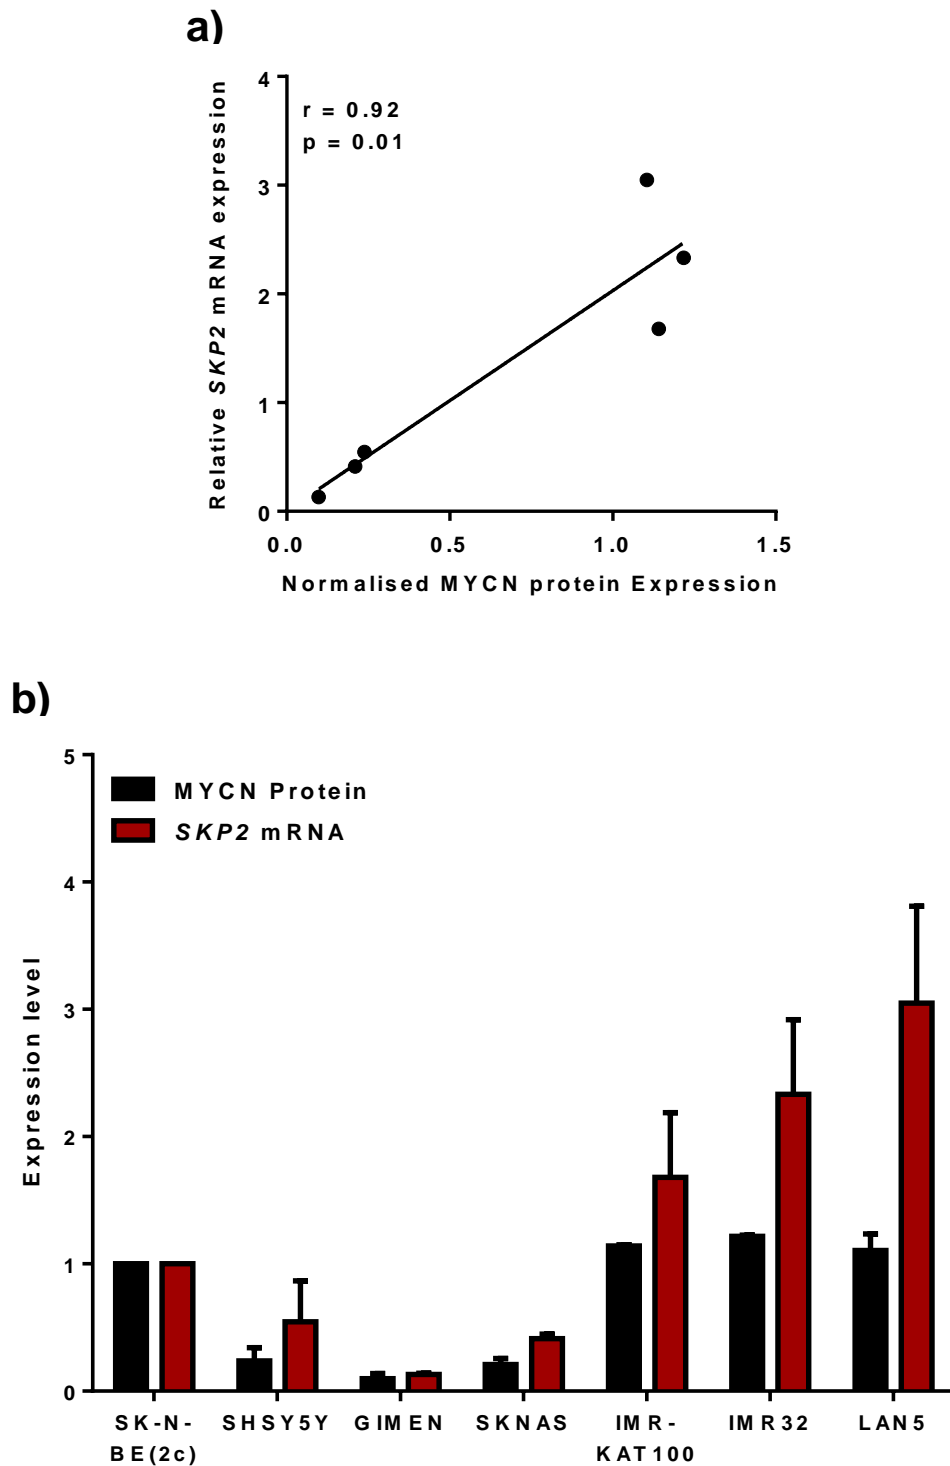 a)
4
r = 0.92
p = 0.01
3
2
1
0
Relative SKP2 mRNA expression
0.0 0.5 1.0 1.5
Normalised MYCN protein Expression
b)
5
MYCN Protein
SKP2 mRNA
4
3
2
1
0
Expression level
SK-N-BE(2c) SHSY5Y GIMEN SKNAS IMR-KAT100 IMR32 LAN5